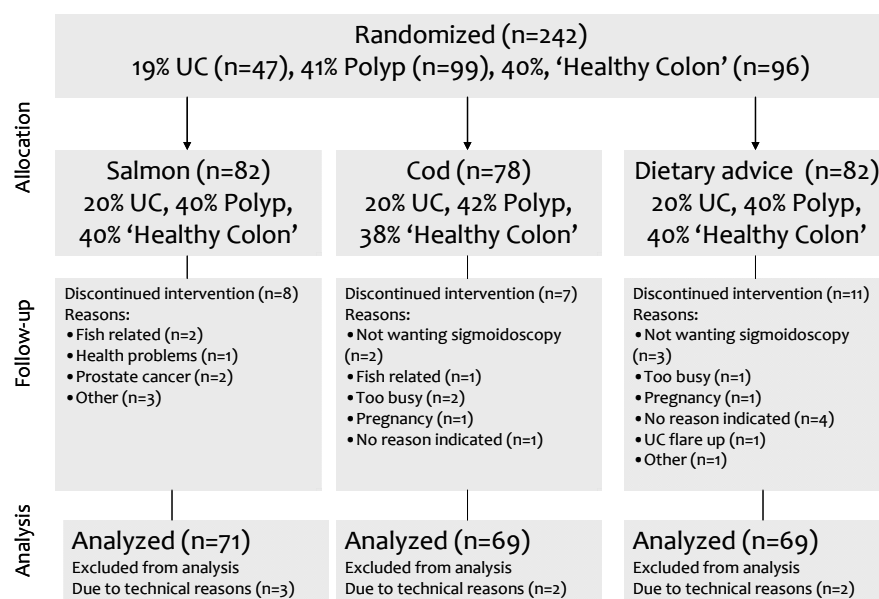 Randomized (n=242)
19% UC (n=47), 41% Polyp (n=99), 40%, ‘Healthy Colon’ (n=96)
Allocation
Salmon (n=82)
20% UC, 40% Polyp,
40% ‘Healthy Colon’
Cod (n=78)
20% UC, 42% Polyp,
38% ‘Healthy Colon’
Dietary advice (n=82)
20% UC, 40% Polyp,
40% ‘Healthy Colon’
Follow-up
Discontinued intervention (n=8)
Reasons:
•Fish related (n=2)
•Health problems (n=1)
•Prostate cancer (n=2)
•Other (n=3)
Discontinued intervention (n=7)
Reasons:
•Not wanting sigmoidoscopy
(n=2)
•Fish related (n=1)
•Too busy (n=2)
•Pregnancy (n=1)
•No reason indicated (n=1)
Discontinued intervention (n=11)
Reasons:
•Not wanting sigmoidoscopy
(n=3)
•Too busy (n=1)
•Pregnancy (n=1)
•No reason indicated (n=4)
•UC flare up (n=1)
•Other (n=1)
Analysis
Analyzed (n=71)
Excluded from analysis
Due to technical reasons (n=3)
Analyzed (n=69)
Excluded from analysis
Due to technical reasons (n=2)
Analyzed (n=69)
Excluded from analysis
Due to technical reasons (n=2)